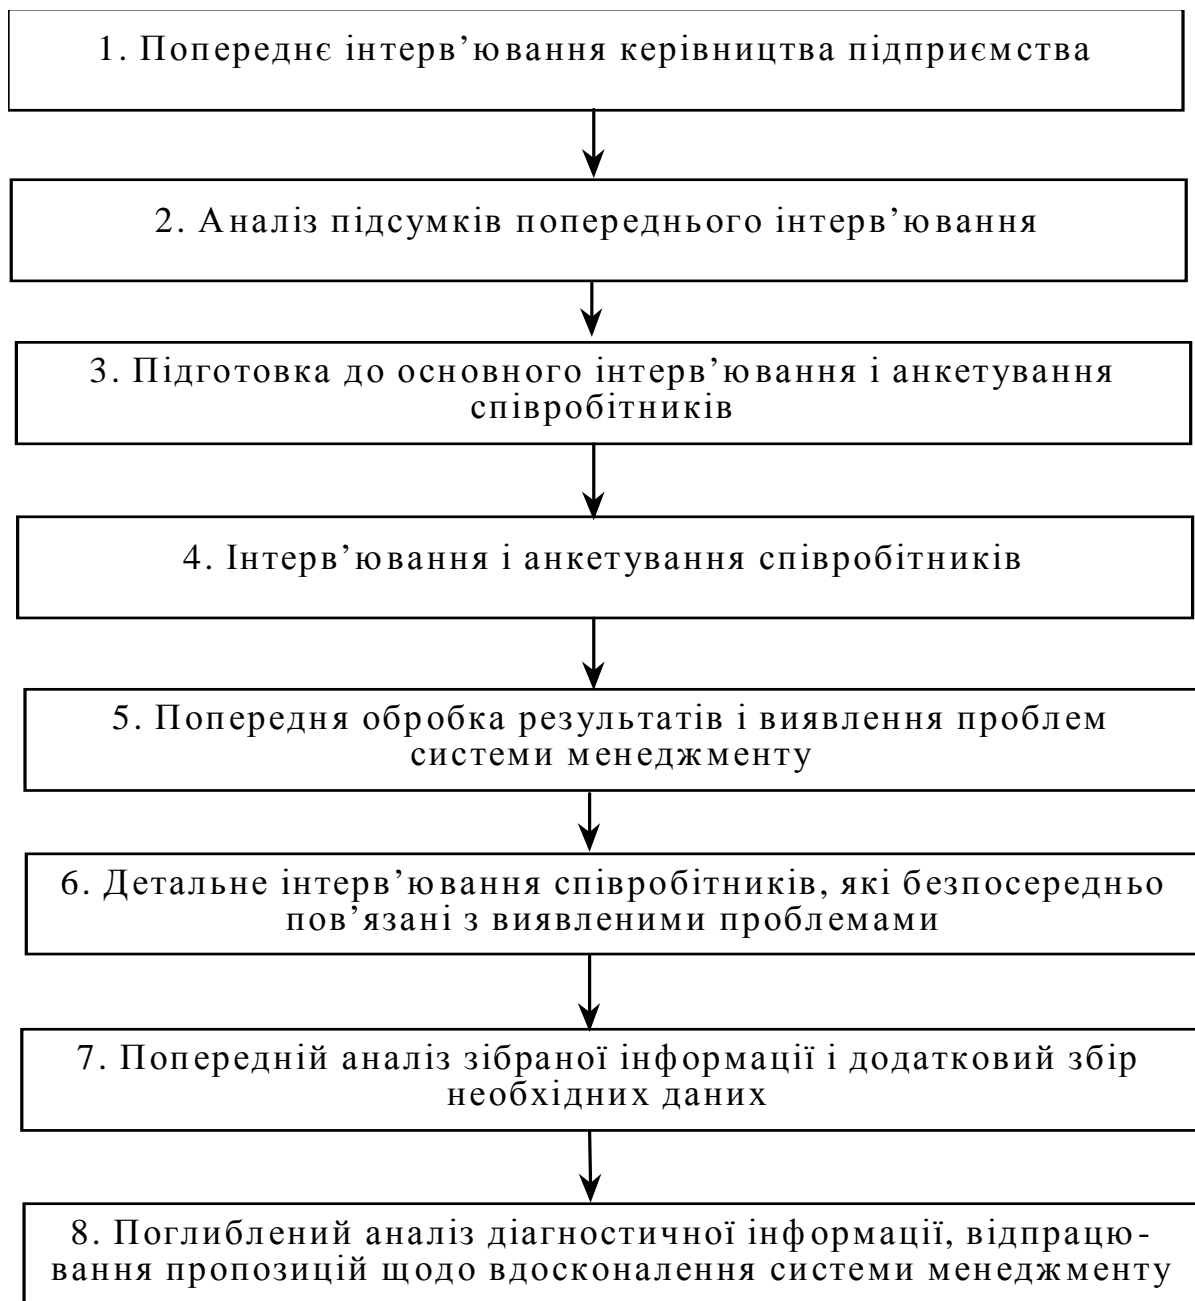 1. Попереднє інтерв’ювання керівництва підприємства
2. Аналіз підсумків попереднього інтерв’ювання
3. Підготовка до основного інтерв’ювання і анкетування
співробітників
4. Інтерв’ювання і анкетування співробітників
5. Попередня обробка результатів і виявлення проблем
системи менеджменту
6. Детальне інтерв’ювання співробітників, які безпосередньо
пов’язані з виявленими проблемами
7. Попередній аналіз зібраної інформації і додатковий збір
необхідних даних
8. Поглиблений аналіз діагностичної інформації, відпрацю-
вання пропозицій щодо вдосконалення системи менеджменту